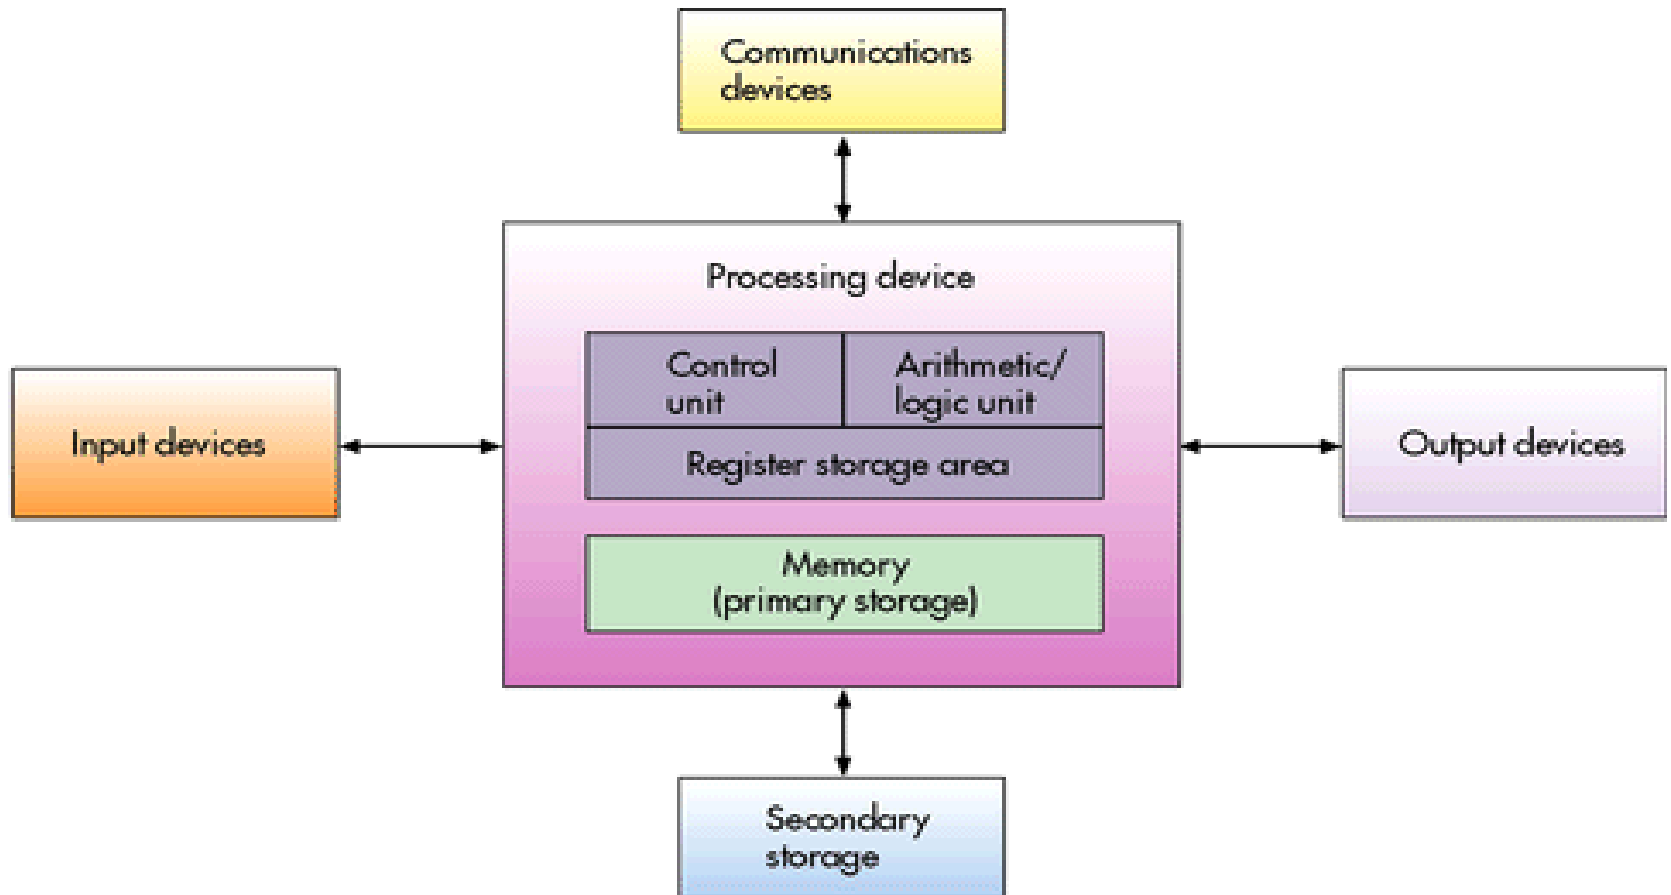 Communications
devices
Processing device
Control
unit
Arithmetic/
logic unit
Input devices
Register storage area
Output devices
Memory
(primary storage)
Secondary
storage